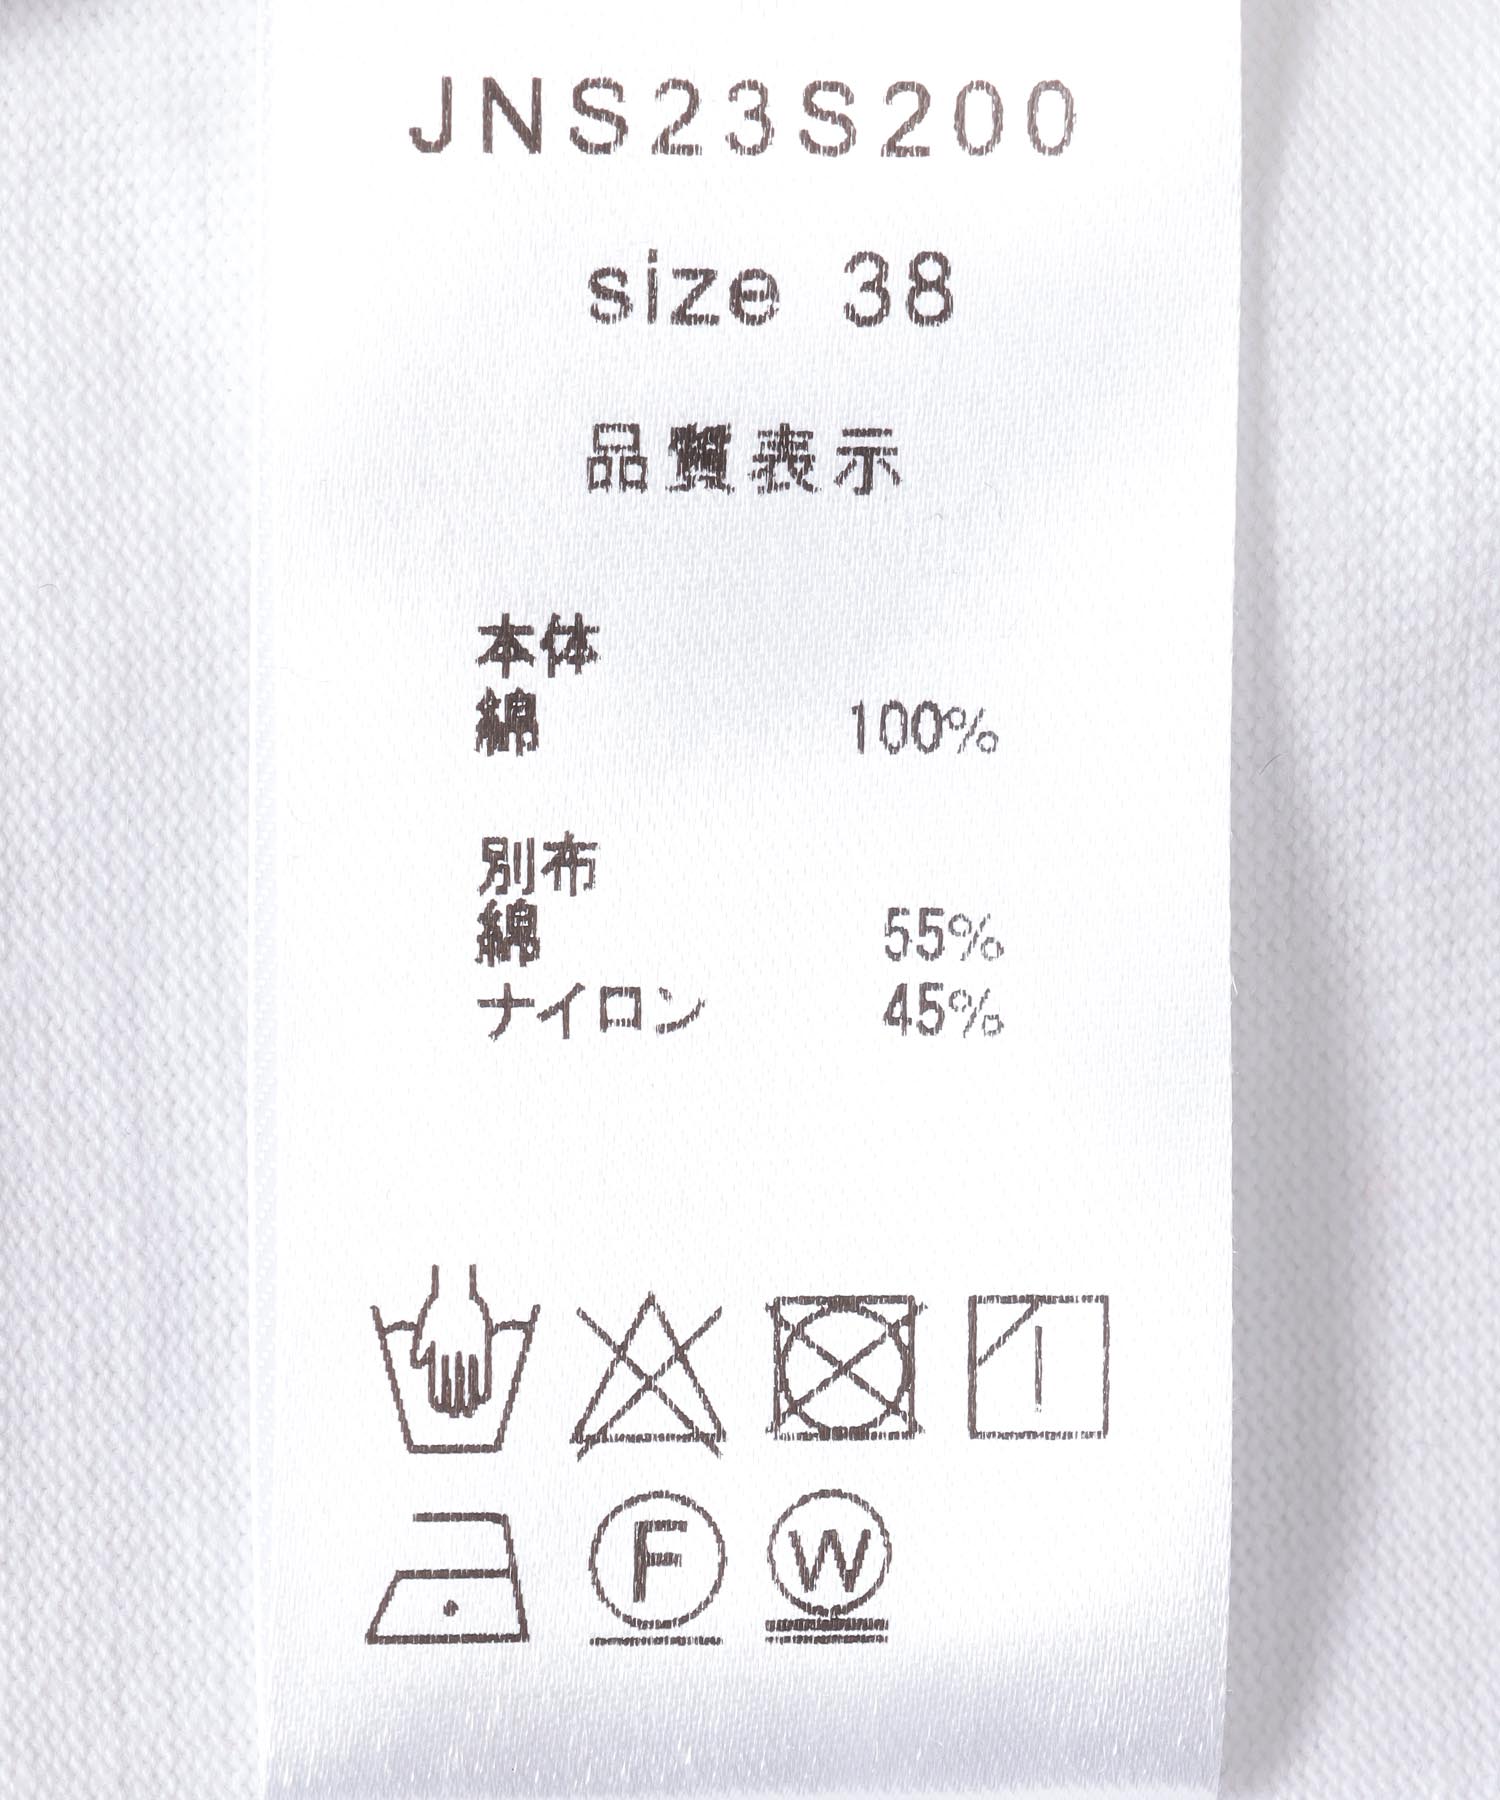 JNS23S200
size 38
品質表示
本体
綿 100%
別布
綿 55%
ナイロン 45%
F W